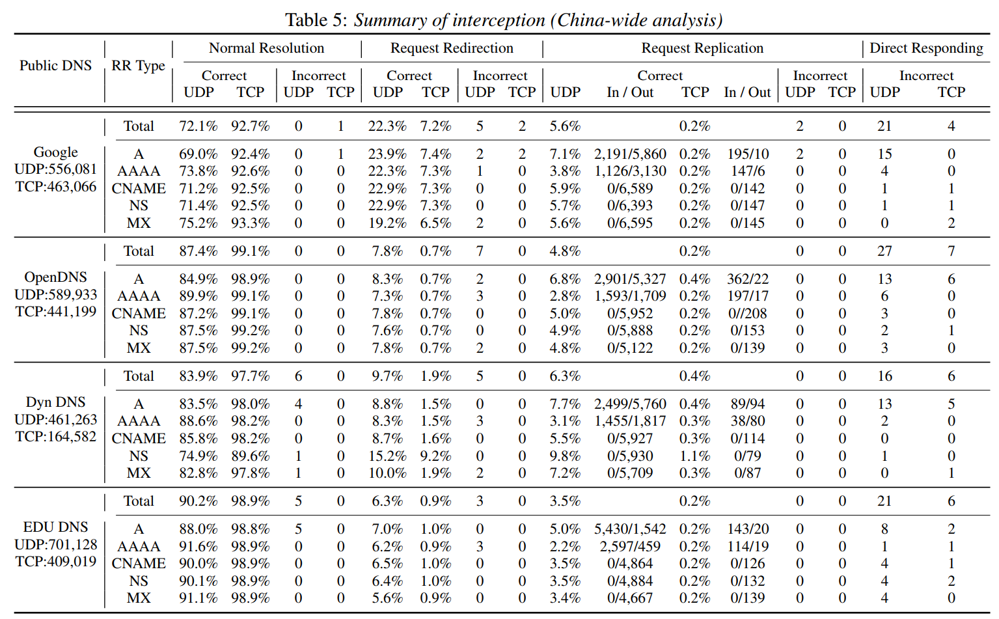 Table 5: Summary of interception (China-wide analysis)
Public DNS RR Type Normal Resolution Request Redirection Request Replication Direct Responding
Correct Incorrect Correct Incorrect Correct Incorrect Incorrect
UDP TCP UDP TCP UDP TCP UDP TCP UDP In / Out TCP In / Out UDP TCP UDP TCP
Total 72.1% 92.7% 0 1 22.3% 7.2% 5 2 5.6% 0.2% 2 0 21 4
Google A 69.0% 92.4% 0 1 23.9% 7.4% 2 2 7.1% 2,191/5,860 0.2% 195/10 2 0 15 0
UDP:556,081 AAAA 73.8% 92.6% 0 0 22.3% 7.3% 1 0 3.8% 1,126/3,130 0.2% 147/6 0 0 4 0
TCP:463,066 CNAME 71.2% 92.5% 0 0 22.9% 7.3% 0 0 5.9% 0/6,589 0.2% 0/142 0 0 1 1
NS 71.4% 92.5% 0 0 22.9% 7.3% 0 0 5.7% 0/6,393 0.2% 0/147 0 0 1 1
MX 75.2% 93.3% 0 0 19.2% 6.5% 2 0 5.6% 0/6,595 0.2% 0/145 0 0 0 2
Total 87.4% 99.1% 0 0 7.8% 0.7% 7 0 4.8% 0.2% 0 0 27 7
OpenDNS A 84.9% 98.9% 0 0 8.3% 0.7% 2 0 6.8% 2,901/5,327 0.4% 362/22 0 0 13 6
UDP:589,933 AAAA 89.9% 99.1% 0 0 7.3% 0.7% 3 0 2.8% 1,593/1,709 0.2% 197/17 0 0 6 0
TCP:441,199 CNAME 87.2% 99.1% 0 0 7.8% 0.7% 0 0 5.0% 0/5,952 0.2% 0//208 0 0 3 0
NS 87.5% 99.2% 0 0 7.6% 0.7% 0 0 4.9% 0/5,888 0.2% 0/153 0 0 2 1
MX 87.5% 99.2% 0 0 7.8% 0.7% 2 0 4.8% 0/5,122 0.2% 0/139 0 0 3 0
Total 83.9% 97.7% 6 0 9.7% 1.9% 5 0 6.3% 0.4% 0 0 16 6
Dyn DNS A 83.5% 98.0% 4 0 8.8% 1.5% 0 0 7.7% 2,499/5,760 0.4% 89/94 0 0 13 5
UDP:461,263 AAAA 88.6% 98.2% 0 0 8.3% 1.5% 3 0 3.1% 1,455/1,817 0.3% 38/80 0 0 2 0
TCP:164,582 CNAME 85.8% 98.2% 0 0 8.7% 1.6% 0 0 5.5% 0/5,927 0.3% 0/114 0 0 0 0
NS 74.9% 89.6% 1 0 15.2% 9.2% 0 0 9.8% 0/5,930 1.1% 0/79 0 0 1 0
MX 82.8% 97.8% 1 0 10.0% 1.9% 2 0 7.2% 0/5,709 0.3% 0/87 0 0 0 1
Total 90.2% 98.9% 5 0 6.3% 0.9% 3 0 3.5% 0.2% 0 0 21 6
EDU DNS A 88.0% 98.8% 5 0 7.0% 1.0% 0 0 5.0% 5,430/1,542 0.2% 143/20 0 0 8 2
UDP:701,128 AAAA 91.6% 98.9% 0 0 6.2% 0.9% 3 0 2.2% 2,597/459 0.2% 114/19 0 0 1 1
TCP:409,019 CNAME 90.0% 98.9% 0 0 6.5% 1.0% 0 0 3.5% 0/4,864 0.2% 0/126 0 0 4 1
NS 90.1% 98.9% 0 0 6.4% 1.0% 0 0 3.5% 0/4,884 0.2% 0/132 0 0 4 2
MX 91.1% 98.9% 0 0 5.6% 0.9% 0 0 3.4% 0/4,667 0.2% 0/139 0 0 4 0